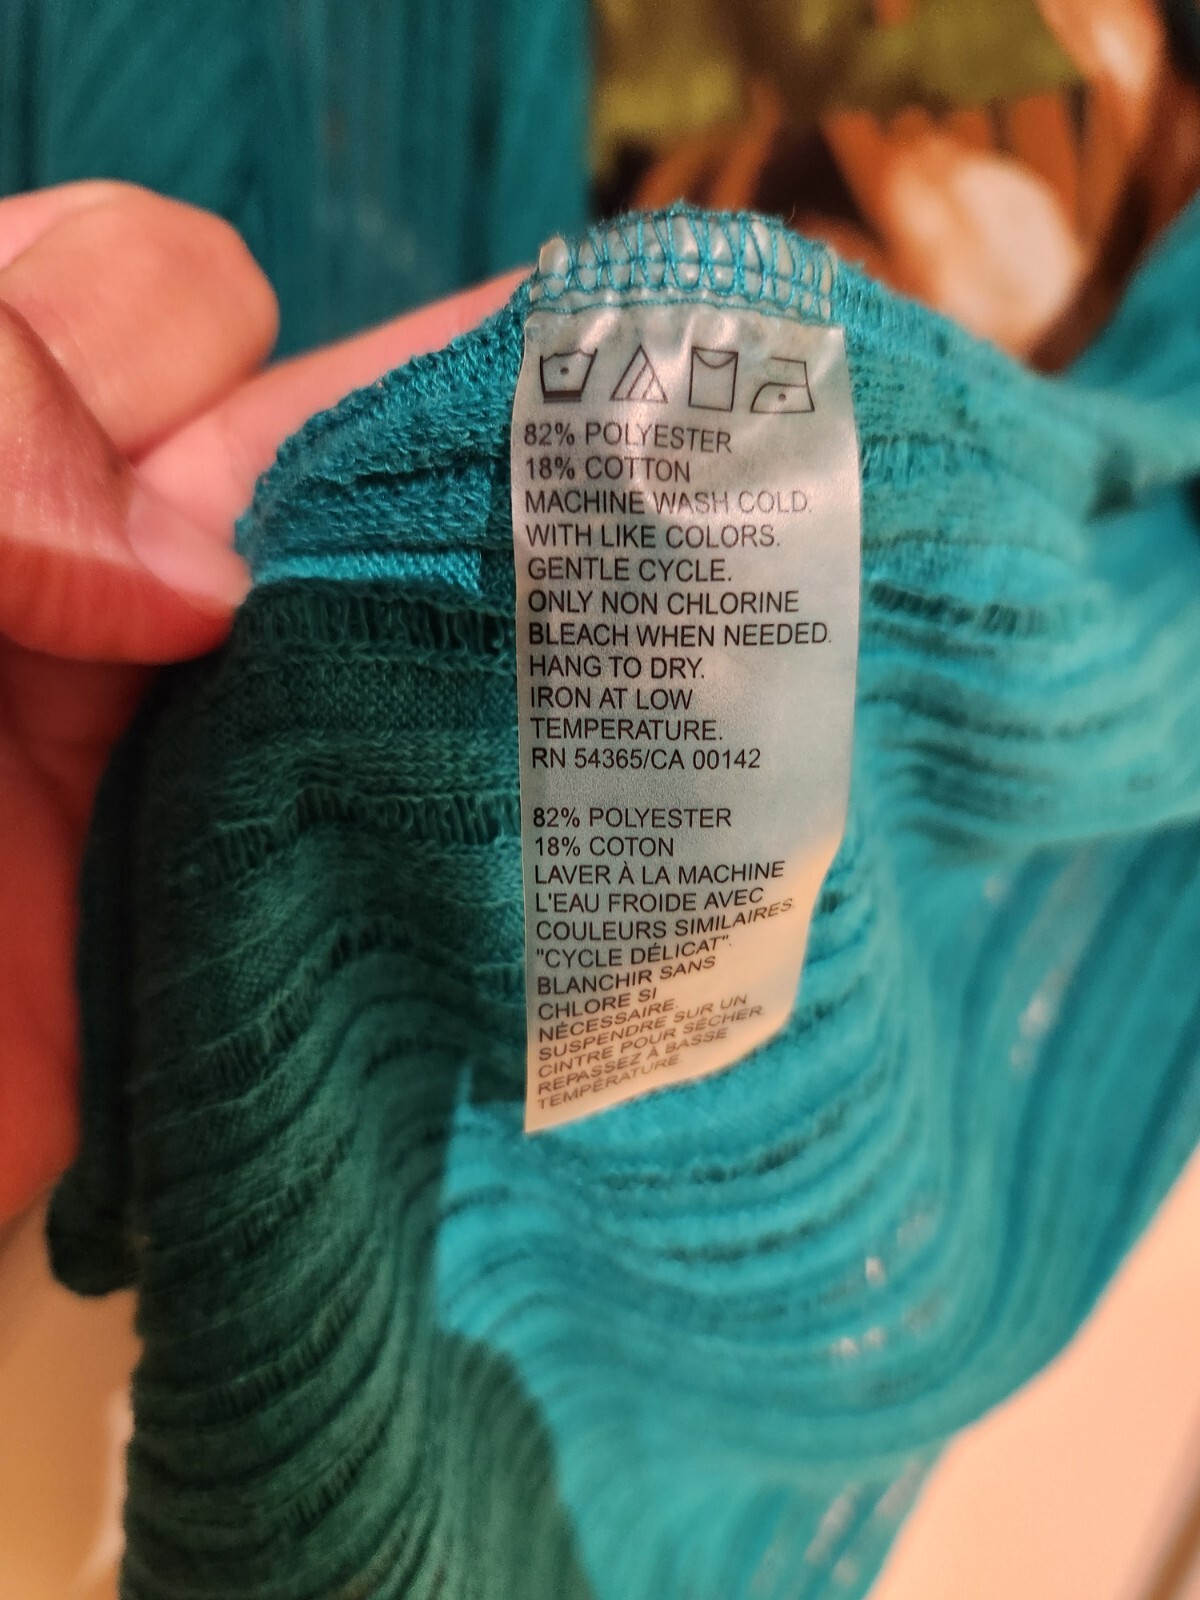 82% POLYESTER
18% COTTON
MACHINE WASH COLD.
WITH LIKE COLORS.
GENTLE CYCLE.
ONLY NON CHLORINE
BLEACH WHEN NEEDED.
HANG TO DRY.
IRON AT LOW
TEMPERATURE.
RN 54365/CA 00142
82% POLYESTER
18% COTON
LAVER À LA MACHINE
L'EAU FROIDE AVEC
COULEURS SIMILAIRES.
"CYCLE DÉLICAT".
BLANCHIR SANS
CHLORE SI
NÉCESSAIRE.
SUSPENDRE SUR UN
CINTRE POUR SÉCHER.
REPASSEZ À BASSE
TEMPÉRATURE.